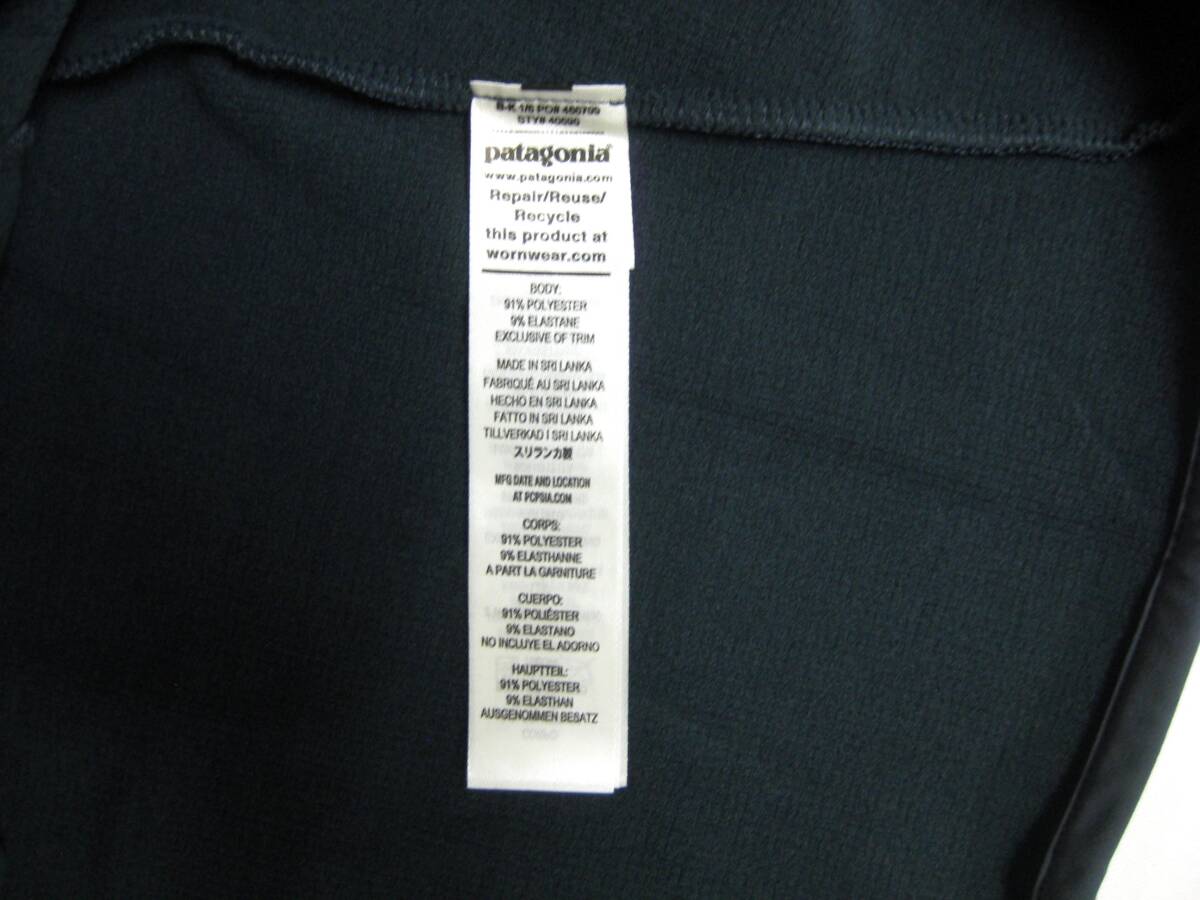 patagonia®
www.patagonia.com
Repair/Reuse/
Recycle
this product at
wornwear.com
BODY:
91% POLYESTER
9% ELASTANE
EXCLUSIVE OF TRIM
MADE IN SRI LANKA
FABRIQUÉ AU SRI LANKA
HECHO EN SRI LANKA
FATTO IN SRI LANKA
TILLVERKAD I SRI LANKA
スリランカ製
MFG DATE AND LOCATION
AT PCPSIA.COM
CORPS:
91% POLYESTER
9% ELASTHANNE
A PART LA GARNITURE
CUERPO:
91% POLIÉSTER
9% ELASTANO
NO INCLUYE EL ADORNO
HAUPTTEIL:
91% POLYESTER
9% ELASTHAN
AUSGENOMMEN BESATZ